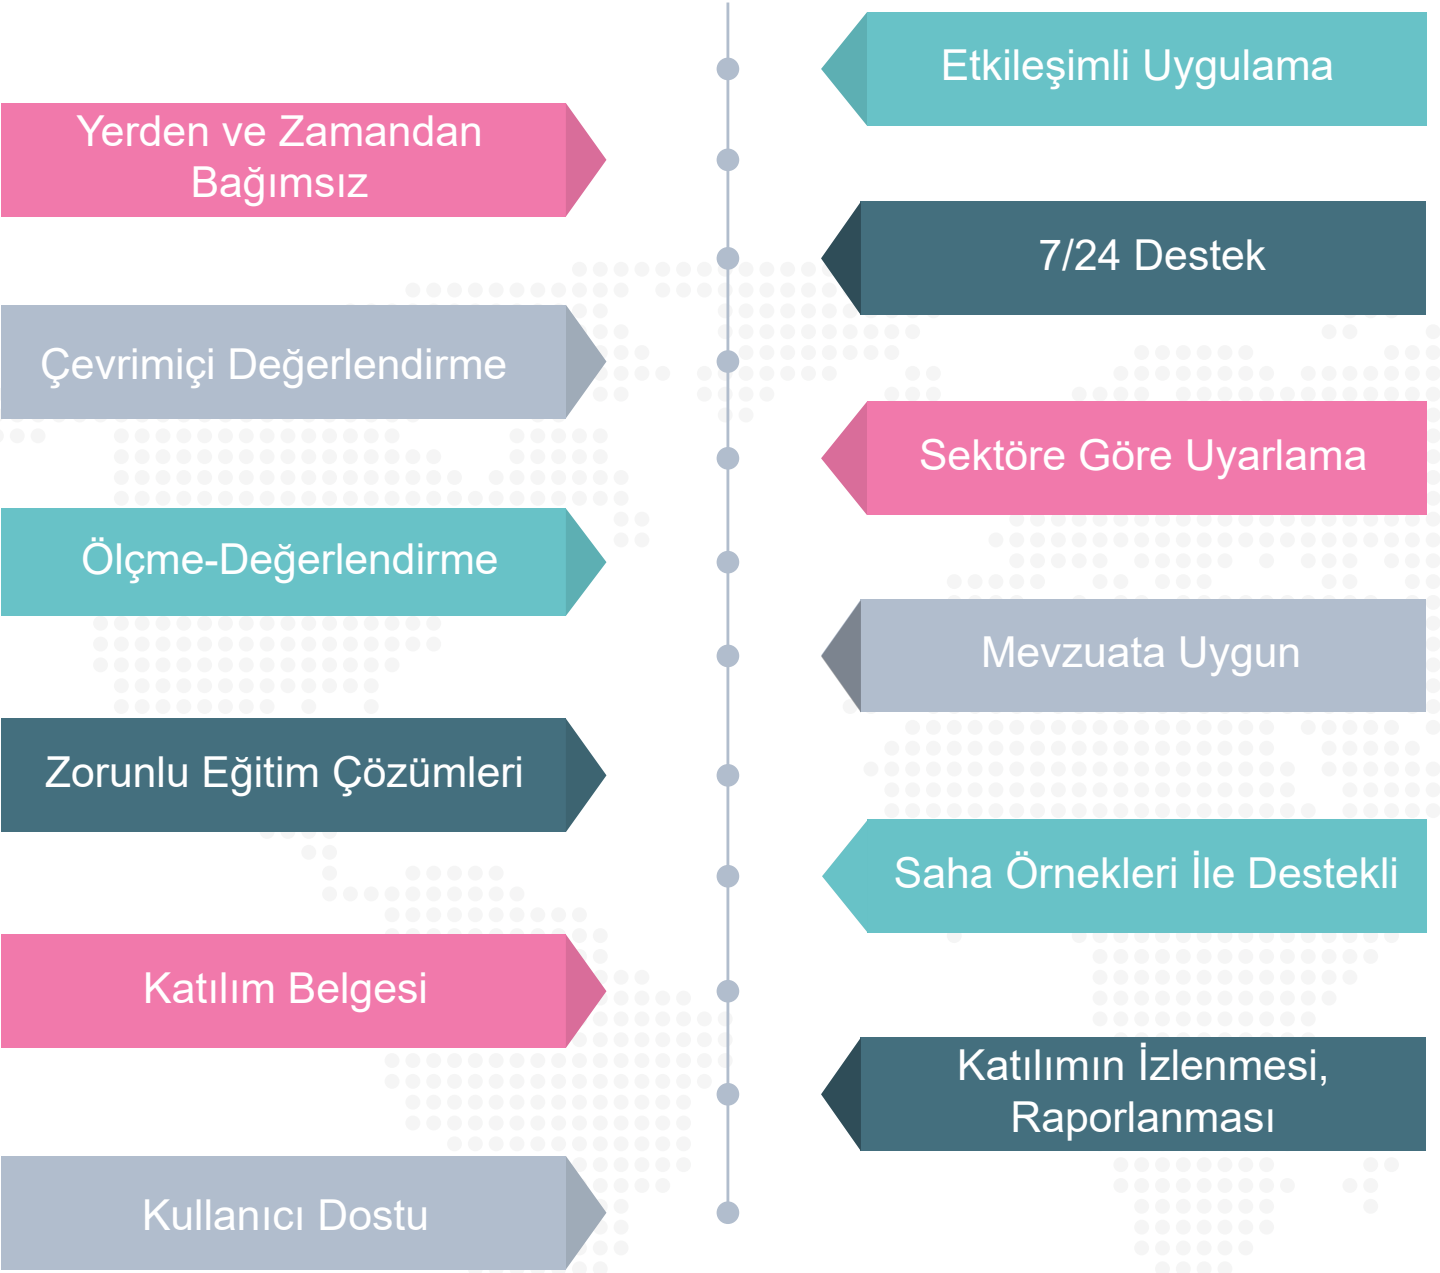 Etkileşimli Uygulama
Yerden ve Zamandan
Bağımsız
7/24 Destek
Çevrimiçi Değerlendirme
Sektöre Göre Uyarlama
Ölçme-Değerlendirme
Mevzuata Uygun
Zorunlu Eğitim Çözümleri
Saha Örnekleri İle Destekli
Katılım Belgesi
Katılımın İzlenmesi,
Raporlanması
Kullanıcı Dostu